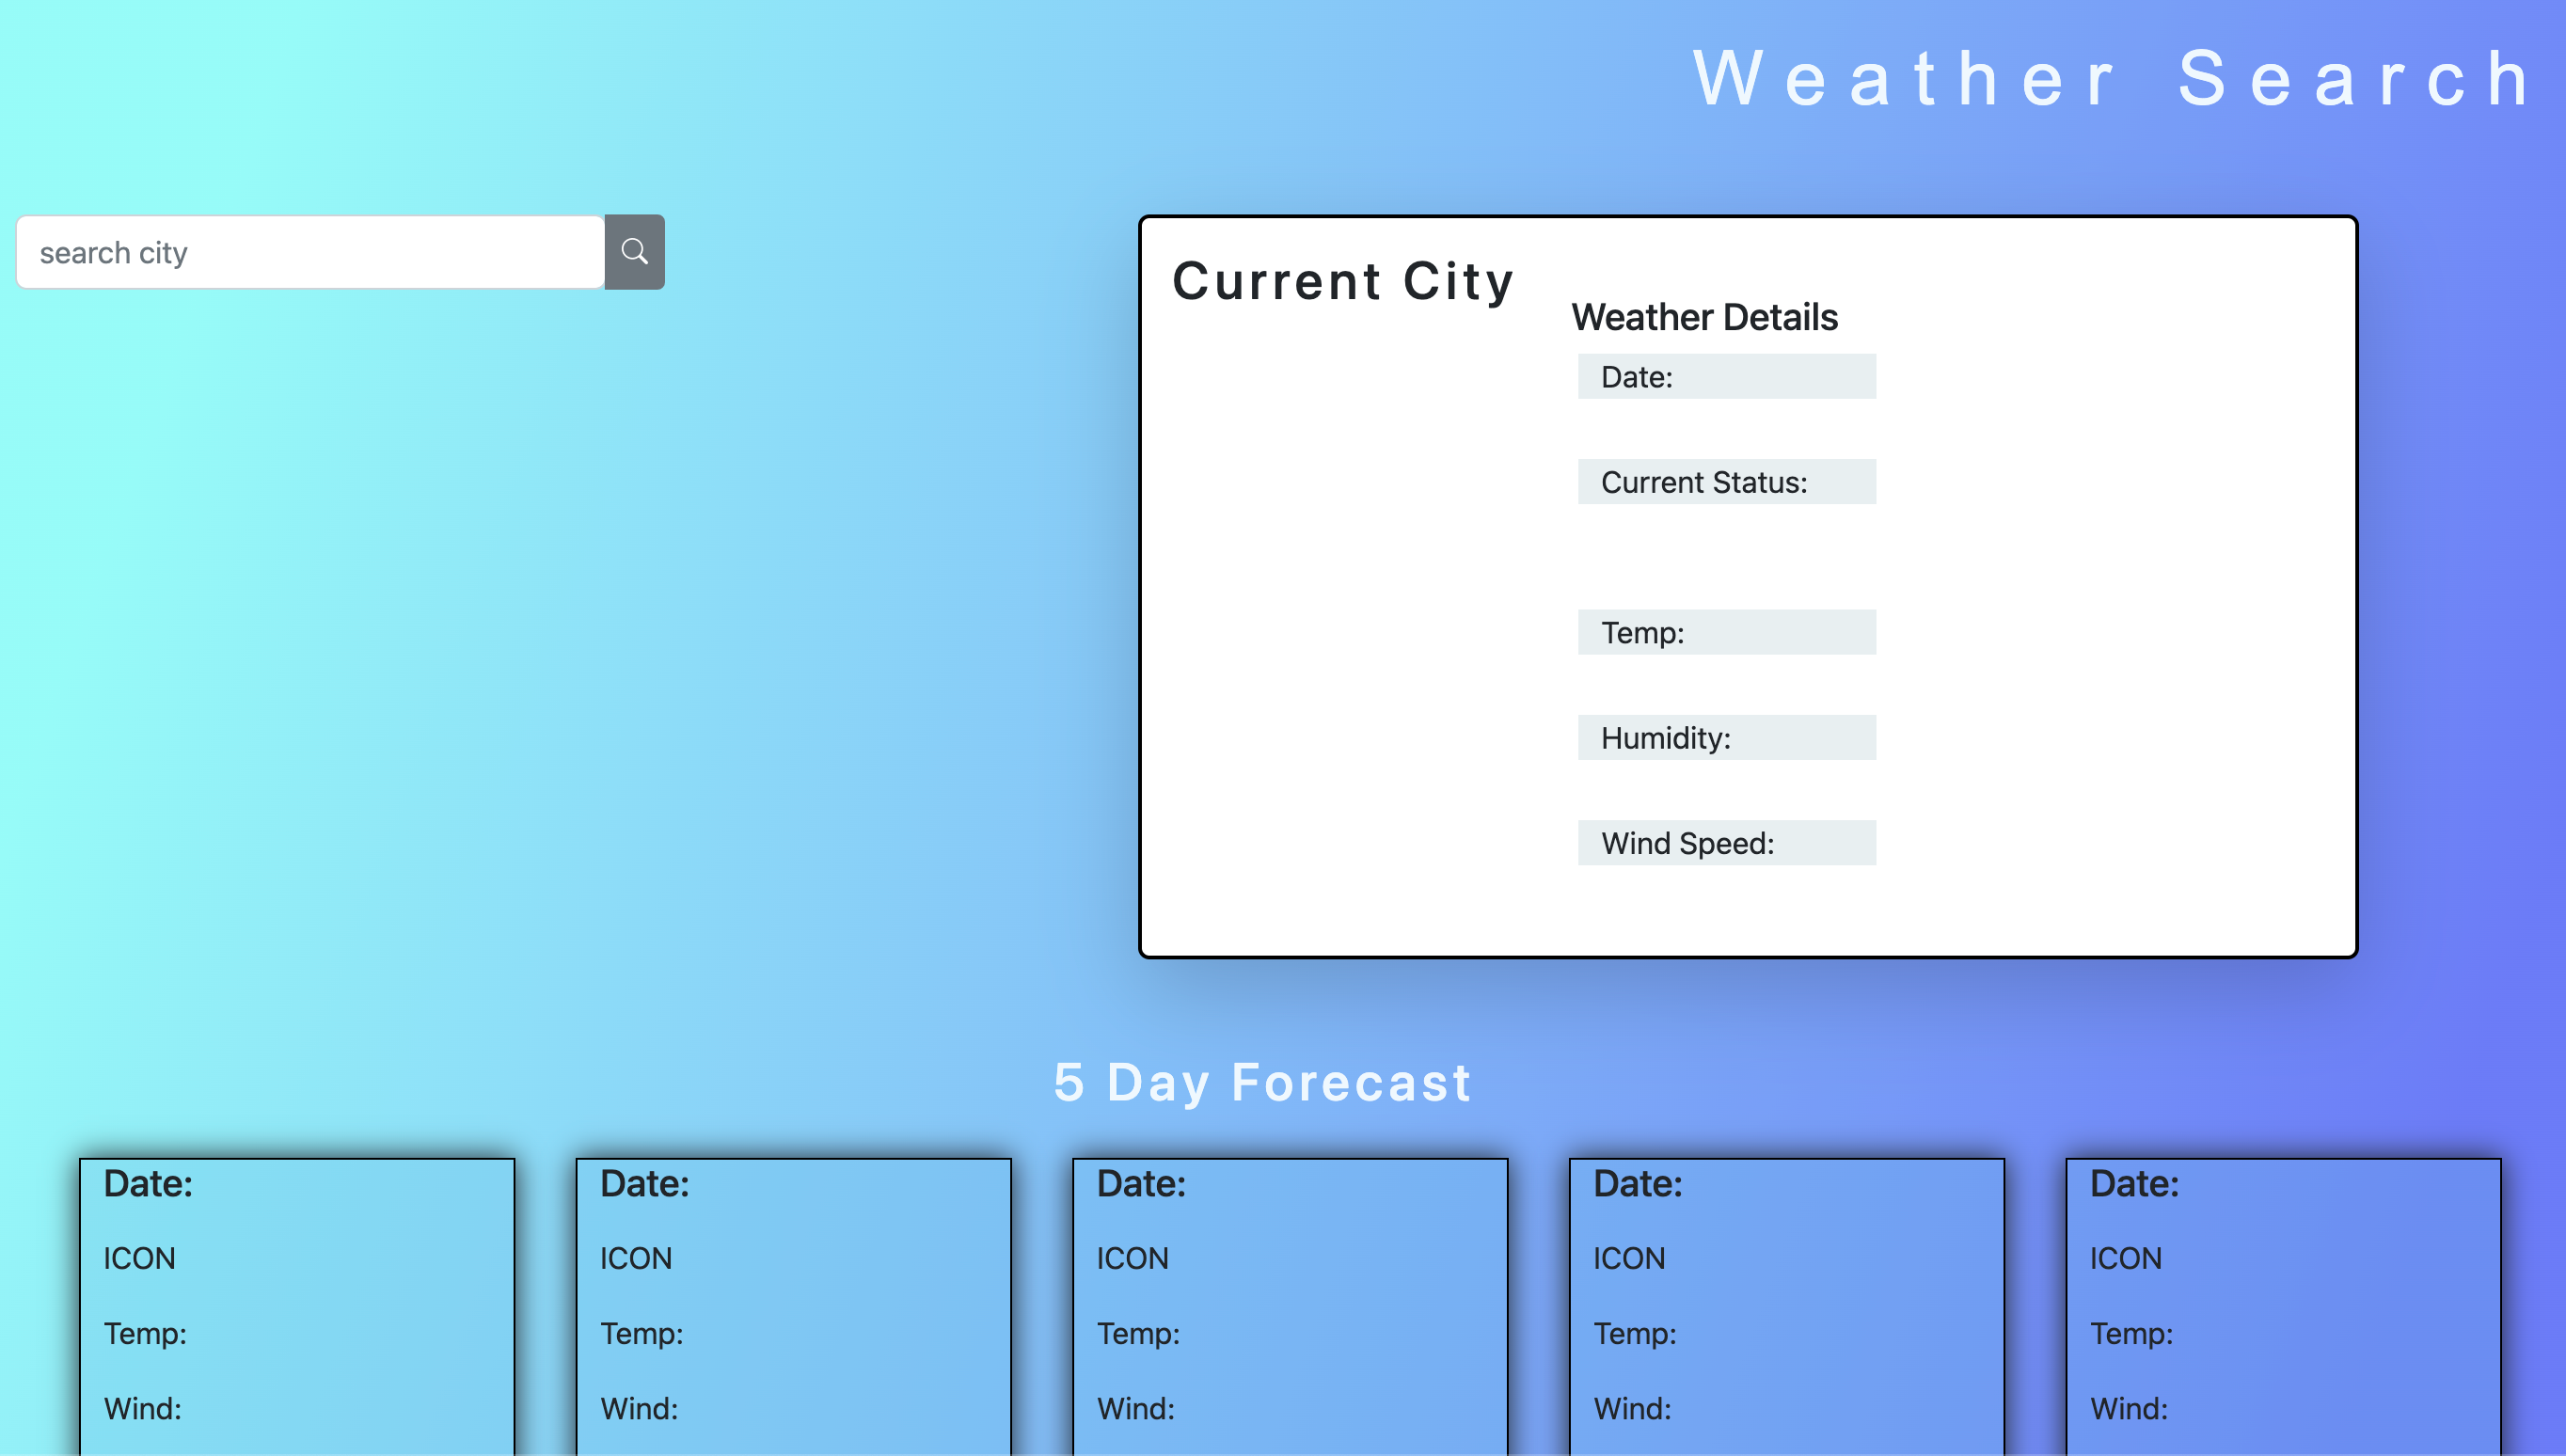 Weather Search
search city
Current City
Weather Details
Date:
Current Status:
Temp:
Humidity:
Wind Speed:
5 Day Forecast
Date:
ICON
Temp:
Wind:
Date:
ICON
Temp:
Wind:
Date:
ICON
Temp:
Wind:
Date:
ICON
Temp:
Wind:
Date:
ICON
Temp:
Wind: